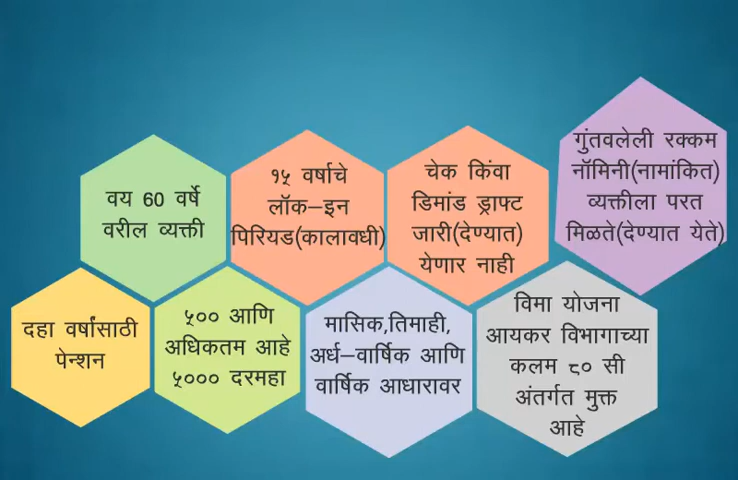 वय 60 वर्षे
वरील व्यक्ती
१५ वर्षाचे
लॉक–इन
पिरियड(कालावधी)
चेक किंवा
डिमांड ड्राफ्ट
जारी(देण्यात)
येणार नाही
गुंतवलेली रक्कम
नॉमिनी(नामांकित)
व्यक्तीला परत
मिळते(देण्यात येते)
दहा वर्षांसाठी
पेन्शन
५०० आणि
अधिकतम आहे
५००० दरमहा
मासिक,तिमाही,
अर्ध–वार्षिक आणि
वार्षिक आधारावर
विमा योजना
आयकर विभागाच्या
कलम ८० सी
अंतर्गत मुक्त
आहे